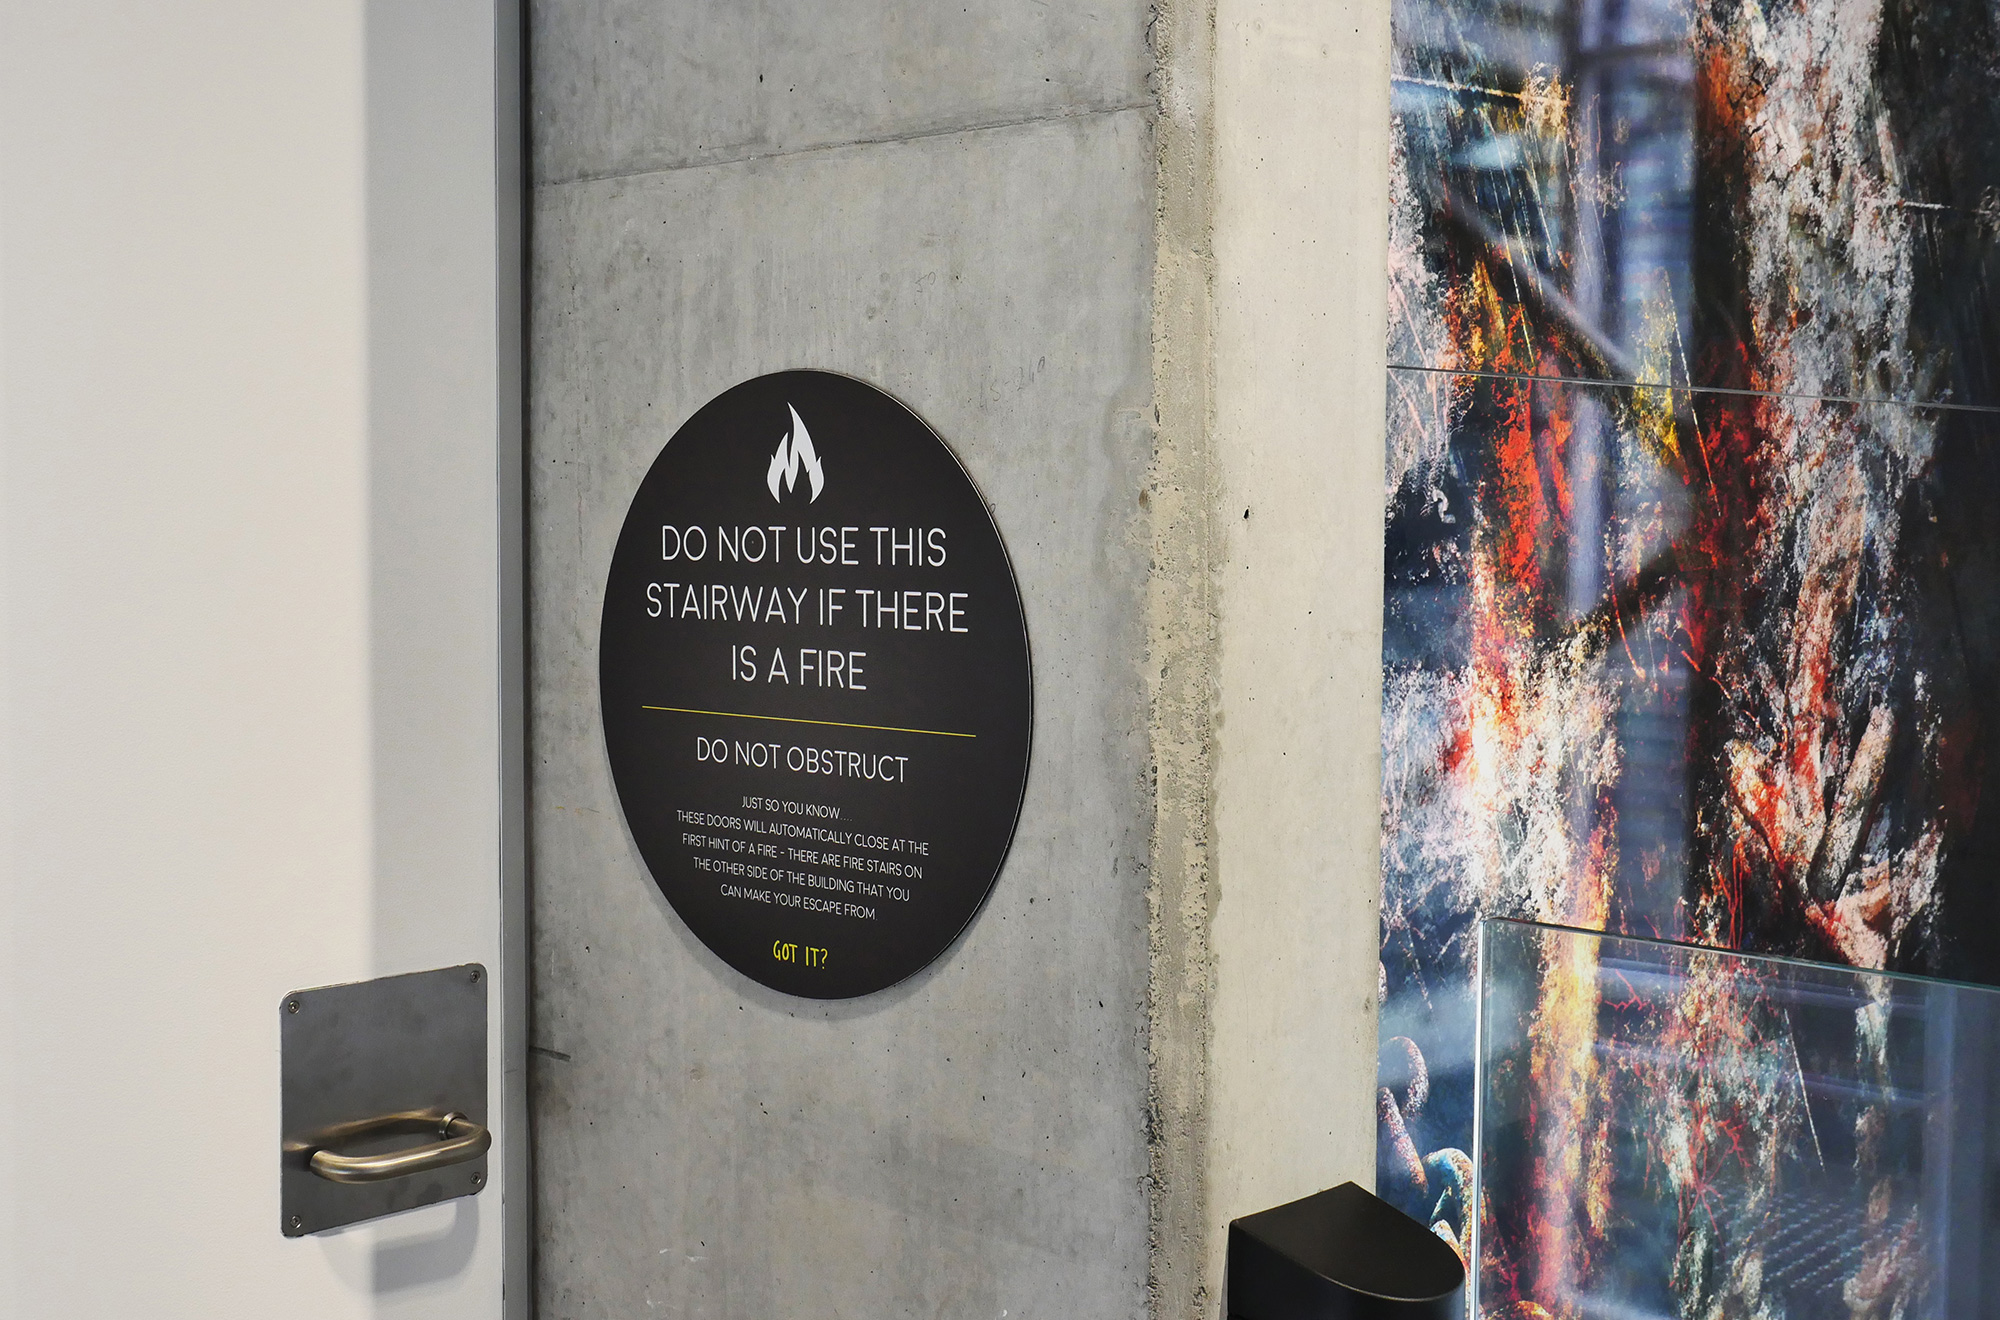 DO NOT USE THIS
STAIRWAY IF THERE
IS A FIRE
DO NOT OBSTRUCT
JUST SO YOU KNOW....
THESE DOORS WILL AUTOMATICALLY CLOSE AT THE
FIRST HINT OF A FIRE - THERE ARE FIRE STAIRS ON
THE OTHER SIDE OF THE BUILDING THAT YOU
CAN MAKE YOUR ESCAPE FROM
GOT IT?